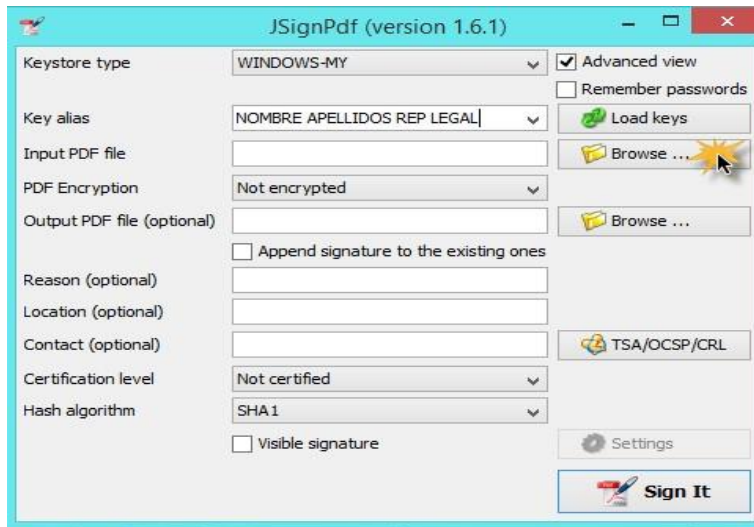 JSignPdf (version 1.6.1)
Keystore type WINDOWS-MY Advanced view
Remember passwords
Key alias NOMBRE APELLIDOS REP LEGAL Load keys
Input PDF file Browse ...
PDF Encryption Not encrypted
Output PDF file (optional) Browse ...
Append signature to the existing ones
Reason (optional)
Location (optional)
Contact (optional) TSA/OCSP/CRL
Certification level Not certified
Hash algorithm SHA1
Visible signature Settings
Sign It